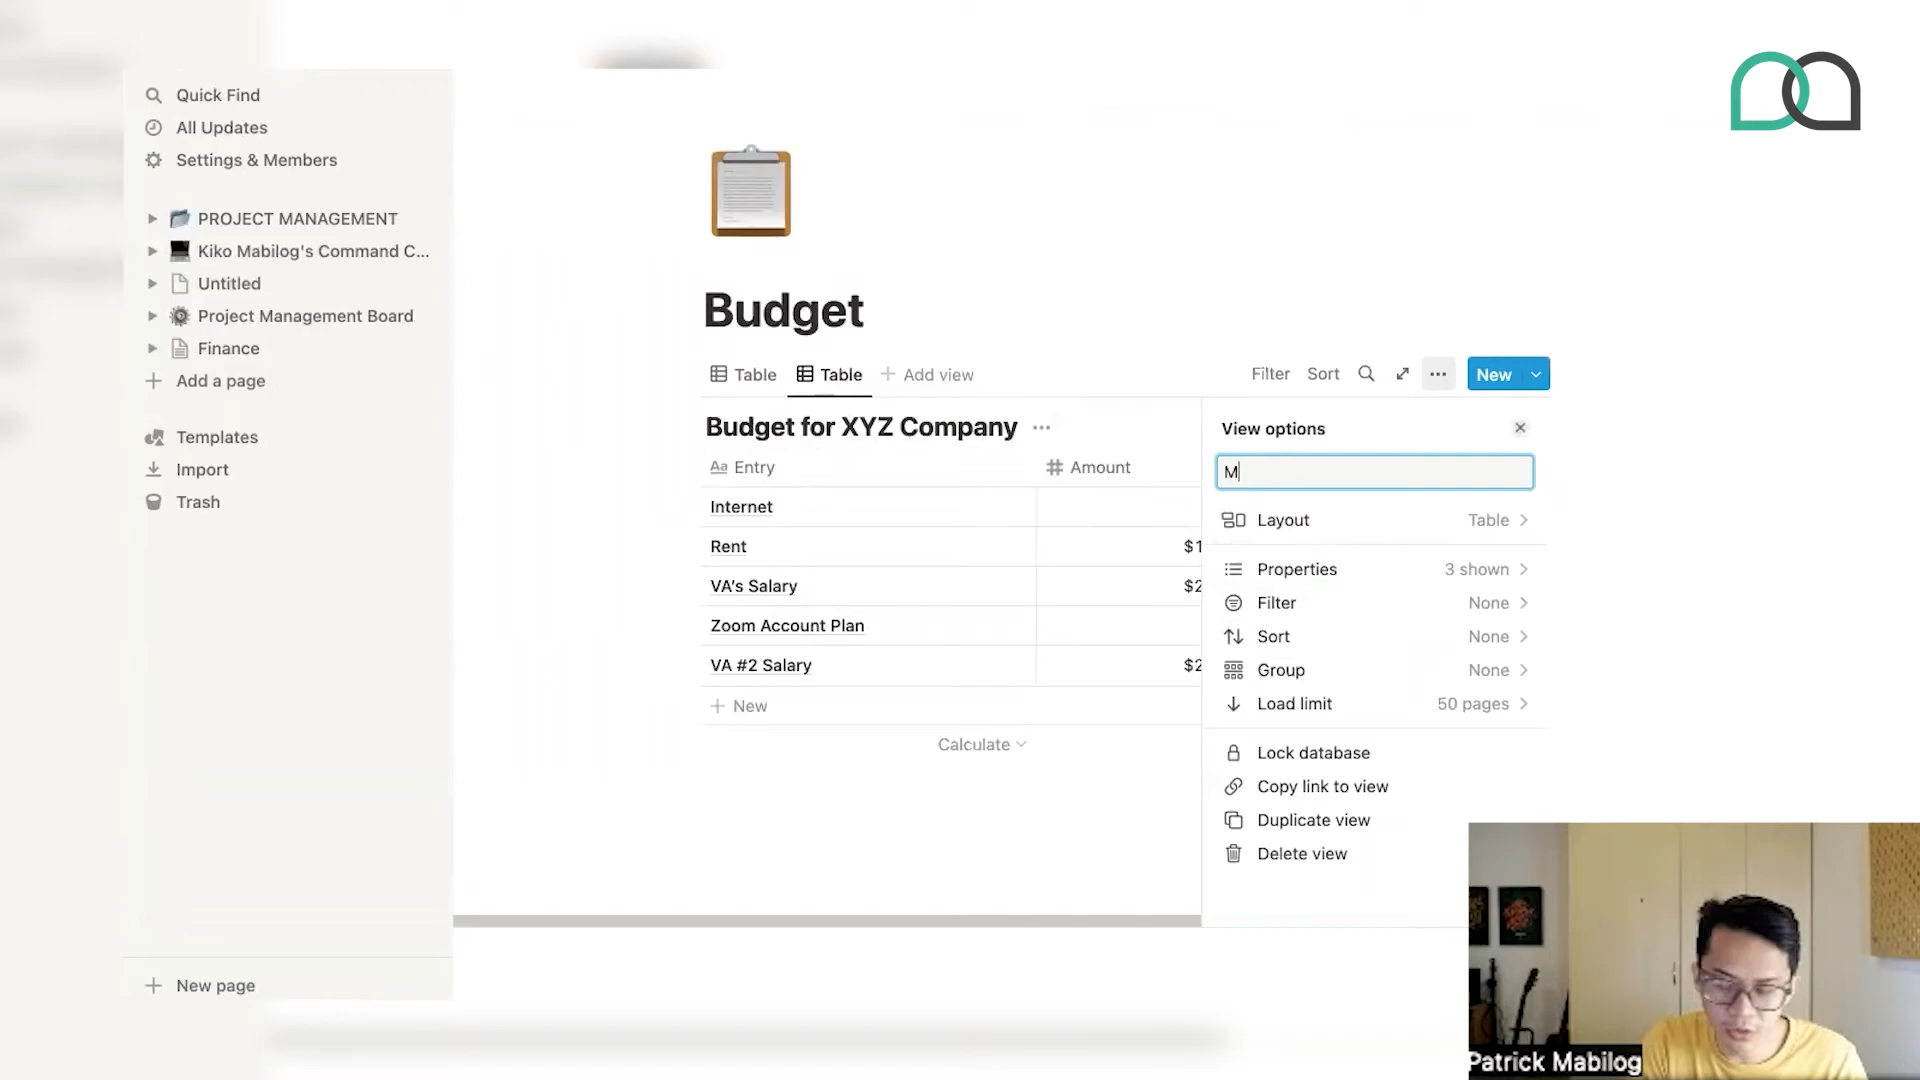 Quick Find
All Updates
Settings & Members
PROJECT MANAGEMENT
Kiko Mabilog's Command C...
Untitled
Project Management Board
Finance
Add a page
Templates
Import
Trash
New page
Budget
Table
Table
Add view
Filter
Sort
New
Budget for XYZ Company
Aa Entry
# Amount
Internet
Rent
$1
VA's Salary
$2
Zoom Account Plan
VA #2 Salary
$2
New
Calculate
View options
M
Layout
Table
Properties
3 shown
Filter
None
Sort
None
Group
None
Load limit
50 pages
Lock database
Copy link to view
Duplicate view
Delete view
Patrick Mabilog